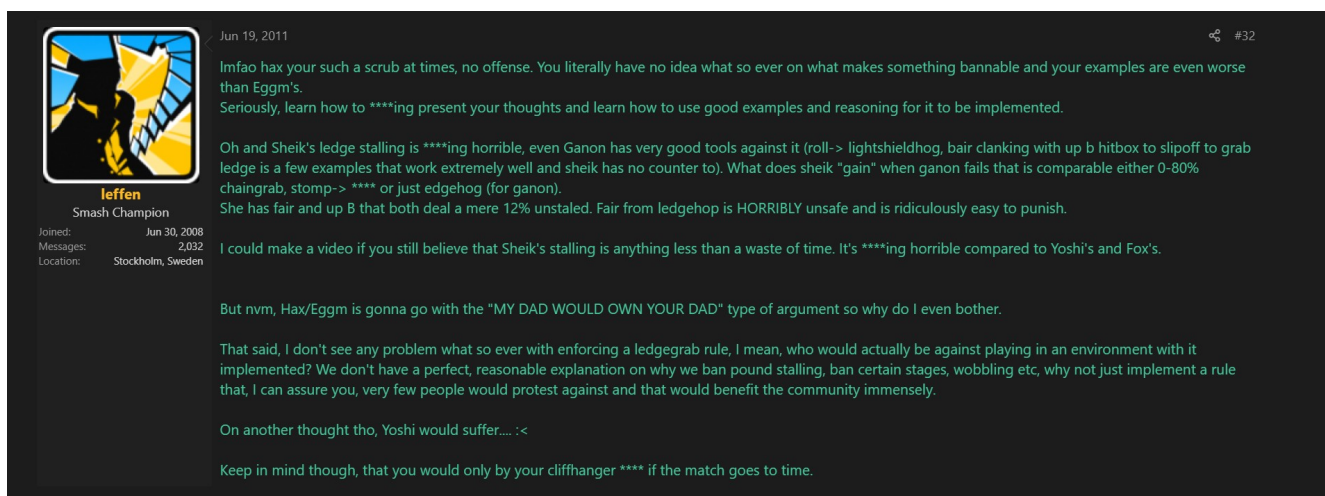 Jun 19, 2011
#32
lmfao hax your such a scrub at times, no offense. You literally have no idea what so ever on what makes something bannable and your examples are even worse
than Eggm's.
Seriously, learn how to ****ing present your thoughts and learn how to use good examples and reasoning for it to be implemented.
Oh and Sheik's ledge stalling is ****ing horrible, even Ganon has very good tools against it (roll-> lightshieldhog, bair clanking with up b hitbox to slipoff to grab
ledge is a few examples that work extremely well and sheik has no counter to). What does sheik "gain" when ganon fails that is comparable either 0-80%
chaingrab, stomp-> **** or just edgehog (for ganon).
She has fair and up B that both deal a mere 12% unstaled. Fair from ledgehop is HORRIBLY unsafe and is ridiculously easy to punish.
I could make a video if you still believe that Sheik's stalling is anything less than a waste of time. It's ****ing horrible compared to Yoshi's and Fox's.
But nvm, Hax/Eggm is gonna go with the "MY DAD WOULD OWN YOUR DAD" type of argument so why do I even bother.
That said, I don't see any problem what so ever with enforcing a ledgegrab rule, I mean, who would actually be against playing in an environment with it
implemented? We don't have a perfect, reasonable explanation on why we ban pound stalling, ban certain stages, wobbling etc, why not just implement a rule
that, I can assure you, very few people would protest against and that would benefit the community immensely.
On another thought tho, Yoshi would suffer.... :<
Keep in mind though, that you would only by your cliffhanger **** if the match goes to time.
leffen
Smash Champion
Joined: Jun 30, 2008
Messages: 2,032
Location: Stockholm, Sweden